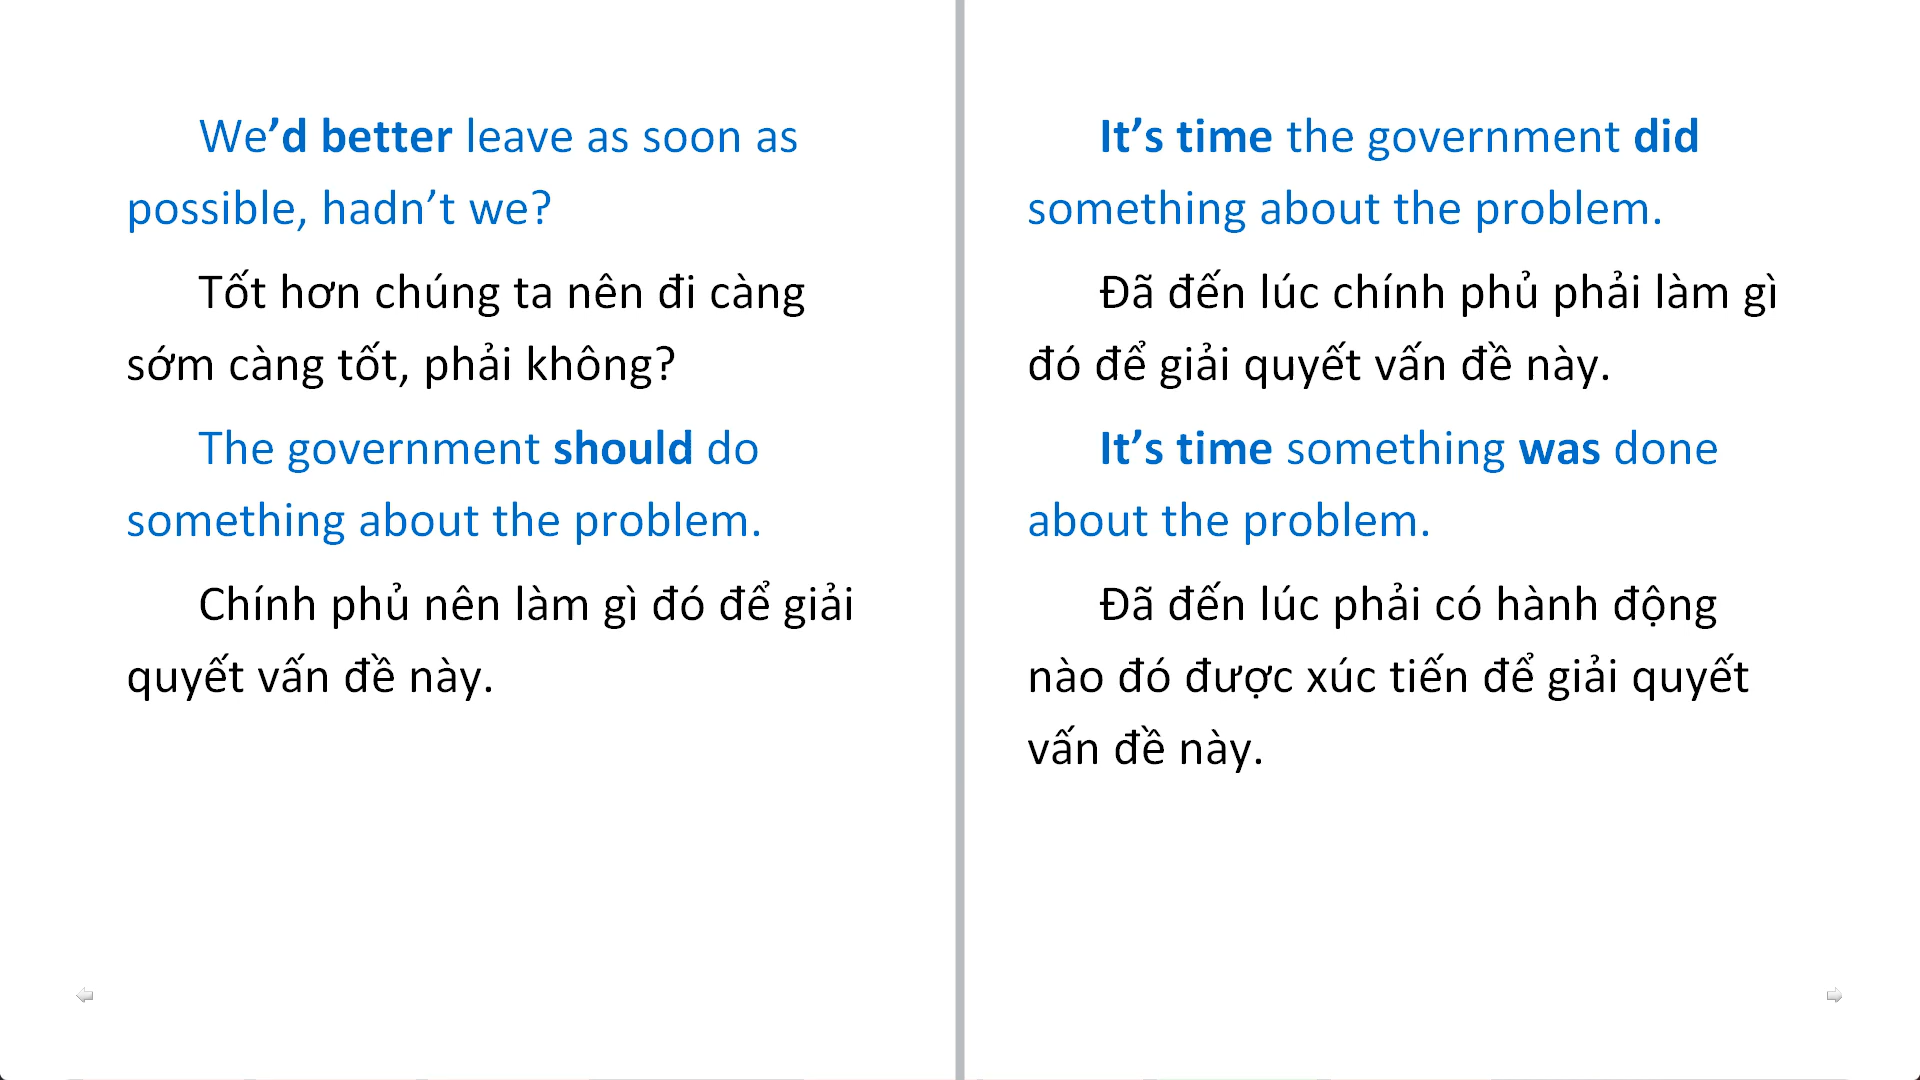 We’d better leave as soon as
possible, hadn’t we?
Tốt hơn chúng ta nên đi càng
sớm càng tốt, phải không?
The government should do
something about the problem.
Chính phủ nên làm gì đó để giải
quyết vấn đề này.
It’s time the government did
something about the problem.
Đã đến lúc chính phủ phải làm gì
đó để giải quyết vấn đề này.
It’s time something was done
about the problem.
Đã đến lúc phải có hành động
nào đó được xúc tiến để giải quyết
vấn đề này.